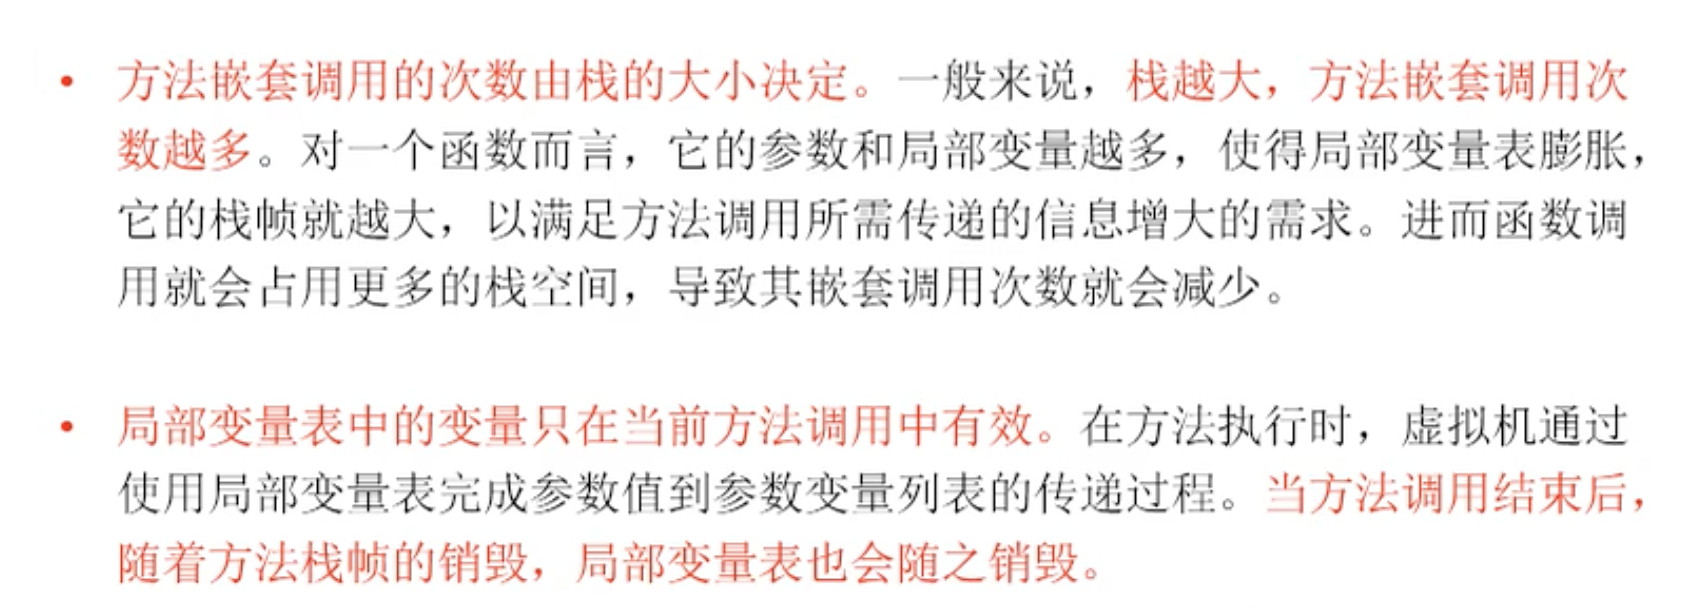 • 方法嵌套调用的次数由栈的大小决定。一般来说，栈越大，方法嵌套调用次
数越多。对一个函数而言，它的参数和局部变量越多，使得局部变量表膨胀，
它的栈帧就越大，以满足方法调用所需传递的信息增大的需求。进而函数调
用就会占用更多的栈空间，导致其嵌套调用次数就会减少。
• 局部变量表中的变量只在当前方法调用中有效。在方法执行时，虚拟机通过
使用局部变量表完成参数值到参数变量列表的传递过程。当方法调用结束后，
随着方法栈帧的销毁，局部变量表也会随之销毁。